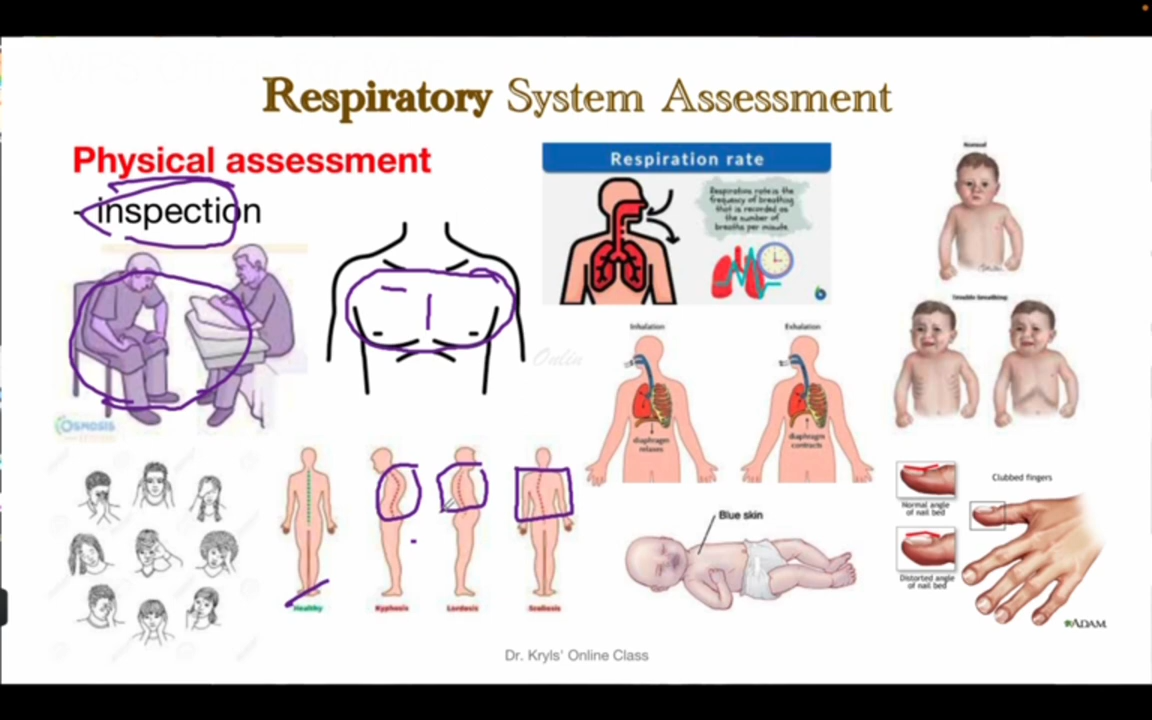 Respiratory System Assessment
Physical assessment
- inspection
Respiration rate
Respiration rate is the
frequency of breathing
that is recorded as
the number of
breaths per minute.
Normal
Trouble breathing
Onlin
Inhalation
diaphragm
relaxes
Exhalation
diaphragm
contracts
OSMOSIS
Healthy
Kyphosis
Lordosis
Scoliosis
Blue skin
Normal angle
of nail bed
Distorted angle
of nail bed
Clubbed fingers
ADAM.
Dr. Kryls' Online Class